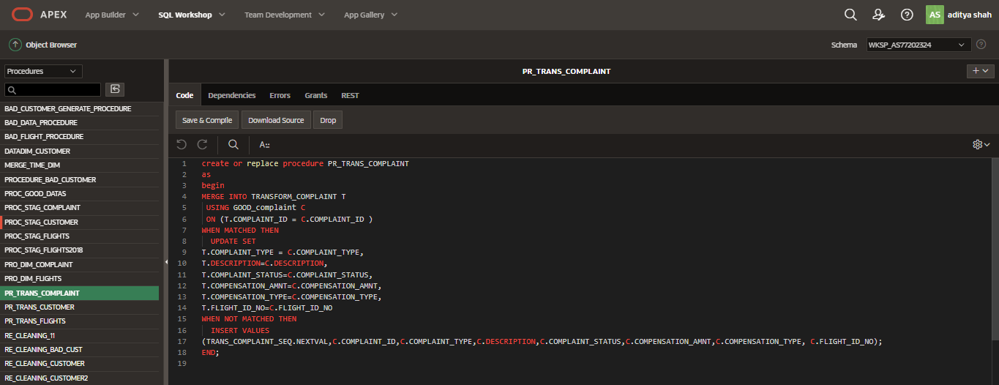 APEX App Builder SQL Workshop Team Development App Gallery AS aditya shah
Object Browser Schema WKSP_AS77202324
Procedures
BAD_CUSTOMER_GENERATE_PROCEDURE
BAD_DATA_PROCEDURE
BAD_FLIGHT_PROCEDURE
DATADIM_CUSTOMER
MERGE_TIME_DIM
PROCEDURE_BAD_CUSTOMER
PROC_GOOD_DATAS
PROC_STAG_COMPLAINT
PROC_STAG_CUSTOMER
PROC_STAG_FLIGHTS
PROC_STAG_FLIGHTS2018
PRO_DIM_COMPLAINT
PRO_DIM_FLIGHTS
PR_TRANS_COMPLAINT
PR_TRANS_CUSTOMER
PR_TRANS_FLIGHTS
RE_CLEANING_11
RE_CLEANING_BAD_CUST
RE_CLEANING_CUSTOMER
RE_CLEANING_CUSTOMER2
PR_TRANS_COMPLAINT
Code Dependencies Errors Grants REST
Save & Compile Download Source Drop
A::
1 create or replace procedure PR_TRANS_COMPLAINT
2 as
3 begin
4 MERGE INTO TRANSFORM_COMPLAINT T
5 USING GOOD_complaint C
6 ON (T.COMPLAINT_ID = C.COMPLAINT_ID )
7 WHEN MATCHED THEN
8 UPDATE SET
9 T.COMPLAINT_TYPE = C.COMPLAINT_TYPE,
10 T.DESCRIPTION=C.DESCRIPTION,
11 T.COMPLAINT_STATUS=C.COMPLAINT_STATUS,
12 T.COMPENSATION_AMNT=C.COMPENSATION_AMNT,
13 T.COMPENSATION_TYPE=C.COMPENSATION_TYPE,
14 T.FLIGHT_ID_NO=C.FLIGHT_ID_NO
15 WHEN NOT MATCHED THEN
16 INSERT VALUES
17 (TRANS_COMPLAINT_SEQ.NEXTVAL,C.COMPLAINT_ID,C.COMPLAINT_TYPE,C.DESCRIPTION,C.COMPLAINT_STATUS,C.COMPENSATION_AMNT,C.COMPENSATION_TYPE, C.FLIGHT_ID_NO);
18 END;
19